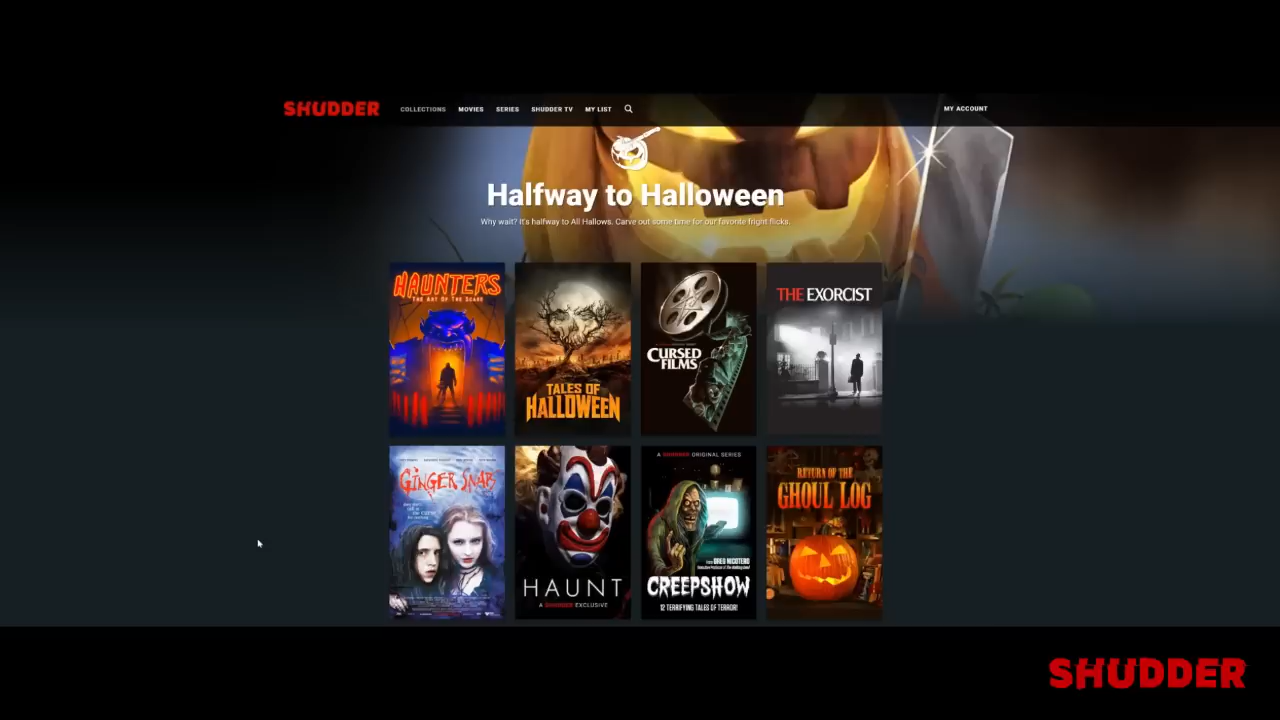 SHUDDER
COLLECTIONS MOVIES SERIES SHUDDER TV MY LIST
MY ACCOUNT
Halfway to Halloween
Why wait? It's halfway to All Hallows. Carve out some time for our favorite fright flicks.
HAUNTERS
THE ART OF THE SCARE
TALES OF
HALLOWEEN
CURSED
FILMS
THE EXORCIST
GINGER SNAPS
HAUNT
A SHUDDER EXCLUSIVE
A SHUDDER ORIGINAL SERIES
GREG NICOTERO
CREEPSHOW
12 TERRIFYING TALES OF TERROR!
RETURN OF THE
GHOUL LOG
SHUDDER